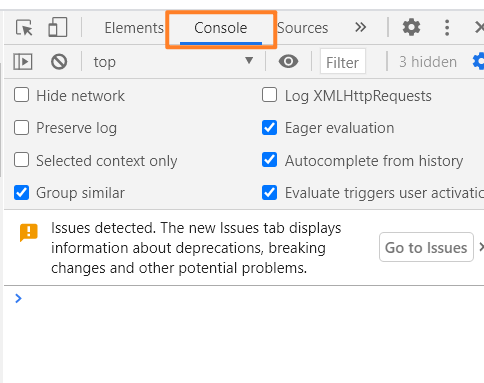 Elements Console Sources
top Filter 3 hidden
Hide network Log XMLHttpRequests
Preserve log Eager evaluation
Selected context only Autocomplete from history
Group similar Evaluate triggers user activatio
Issues detected. The new Issues tab displays
information about deprecations, breaking
changes and other potential problems.
Go to Issues